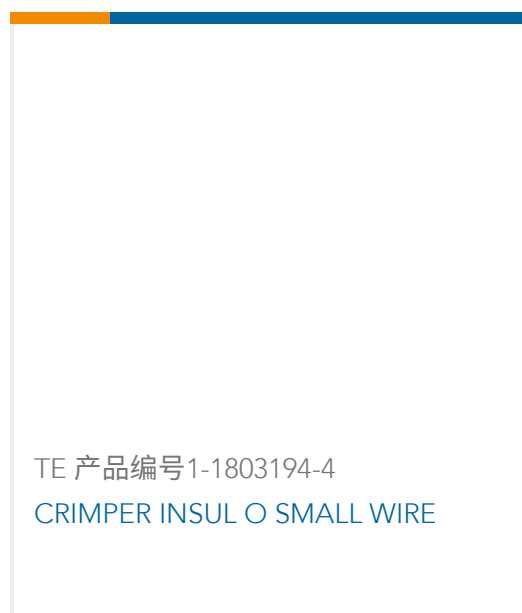 TE 产品编号1-1803194-4
CRIMPER INSUL O SMALL WIRE